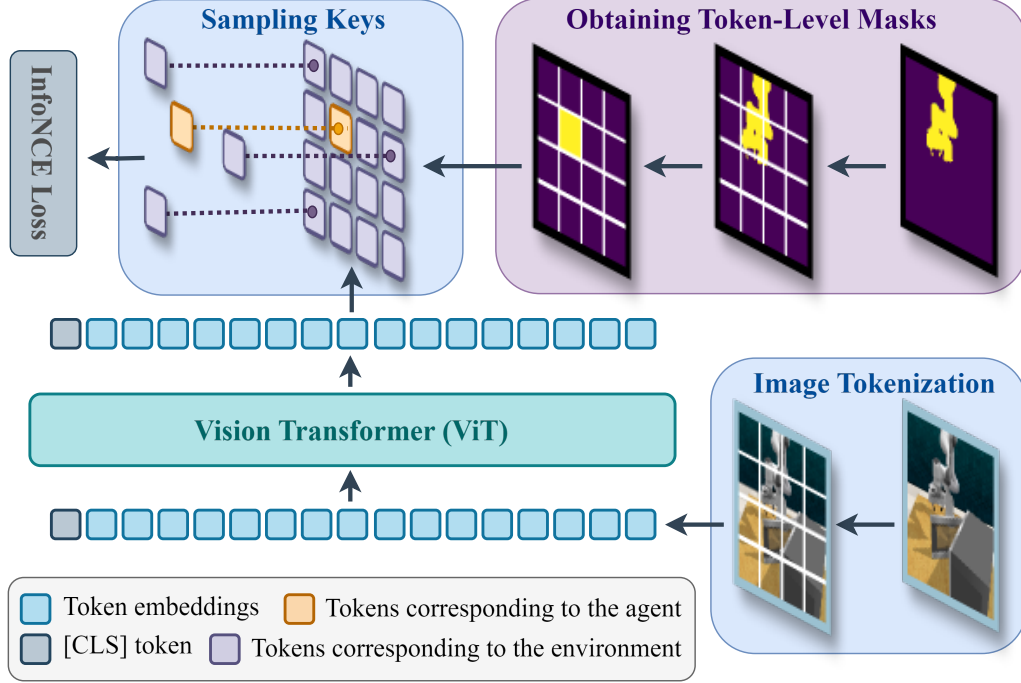 Sampling Keys
Obtaining Token-Level Masks
InfoNCE Loss
Image Tokenization
Vision Transformer (ViT)
Token embeddings
Tokens corresponding to the agent
[CLS] token
Tokens corresponding to the environment